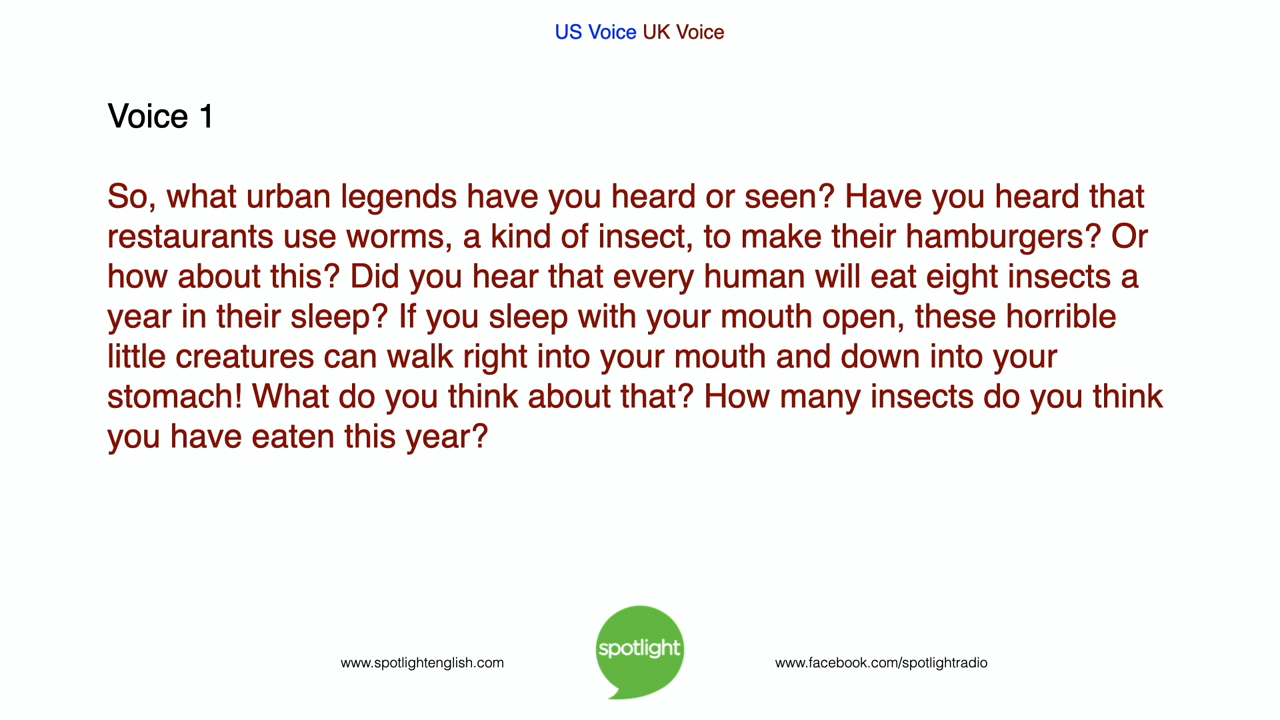 US Voice UK Voice
Voice 1
So, what urban legends have you heard or seen? Have you heard that
restaurants use worms, a kind of insect, to make their hamburgers? Or
how about this? Did you hear that every human will eat eight insects a
year in their sleep? If you sleep with your mouth open, these horrible
little creatures can walk right into your mouth and down into your
stomach! What do you think about that? How many insects do you think
you have eaten this year?
www.spotlightenglish.com
spotlight
www.facebook.com/spotlightradio